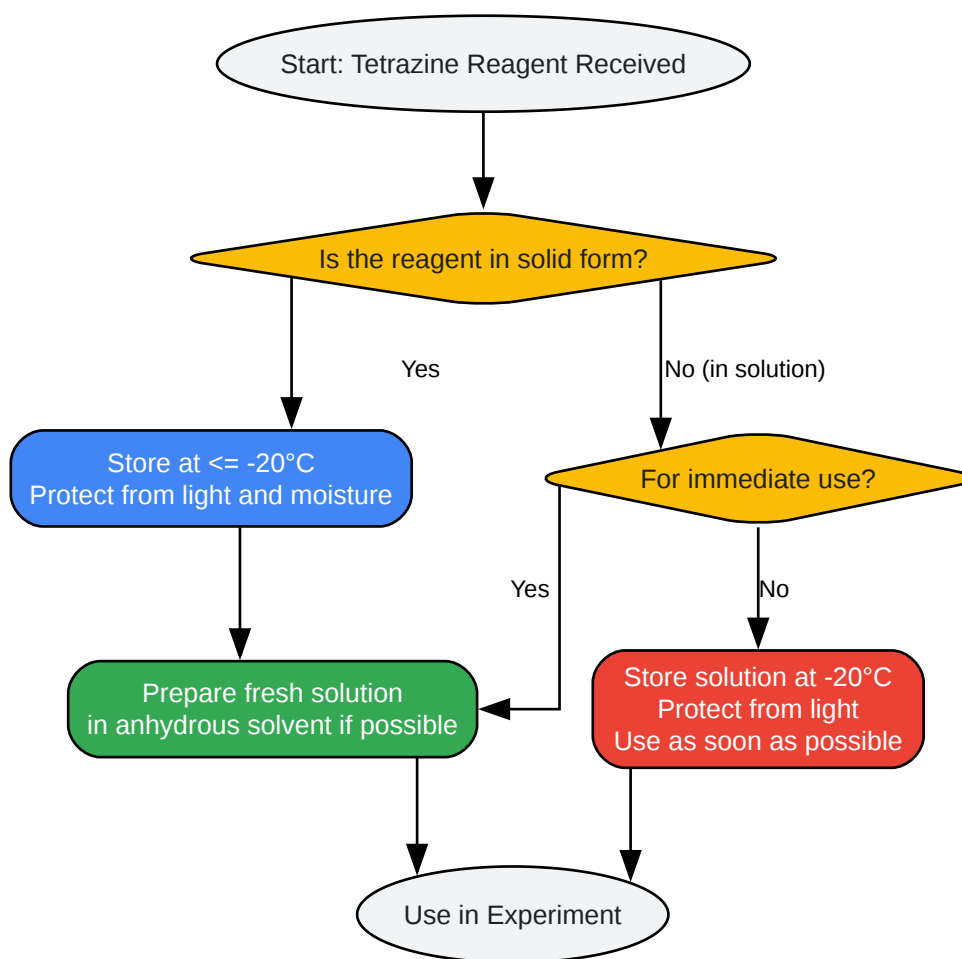 Start: Tetrazine Reagent Received
Is the reagent in solid form?
Yes
No (in solution)
Store at <= -20°C
Protect from light and moisture
For immediate use?
Yes
No
Prepare fresh solution
in anhydrous solvent if possible
Store solution at -20°C
Protect from light
Use as soon as possible
Use in Experiment